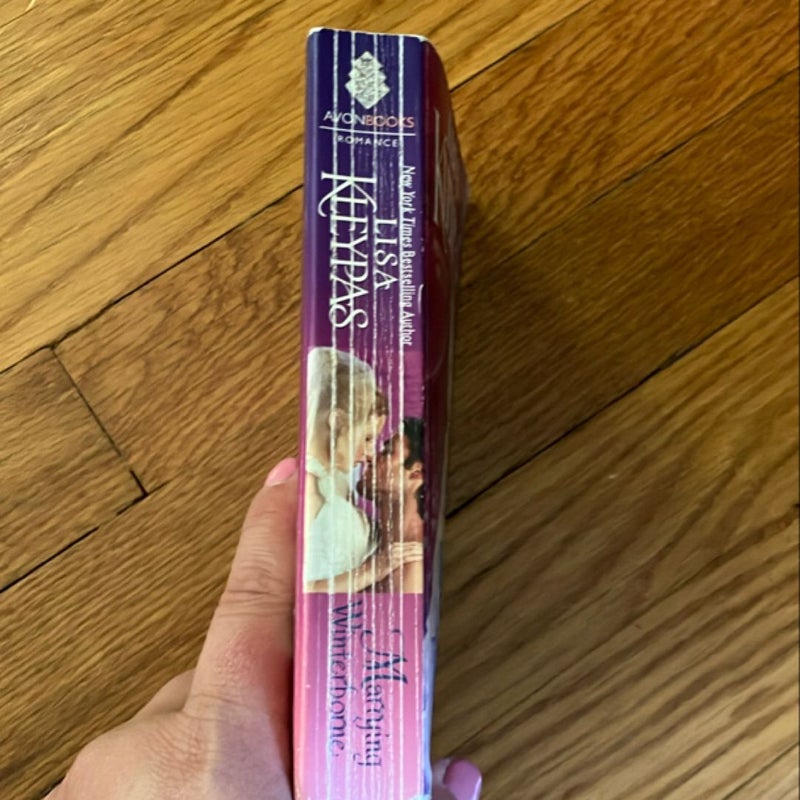 AVONBOOKS
ROMANCE
New York Times Bestselling Author
LISA
KLEYPAS
Marrying
Winterborne